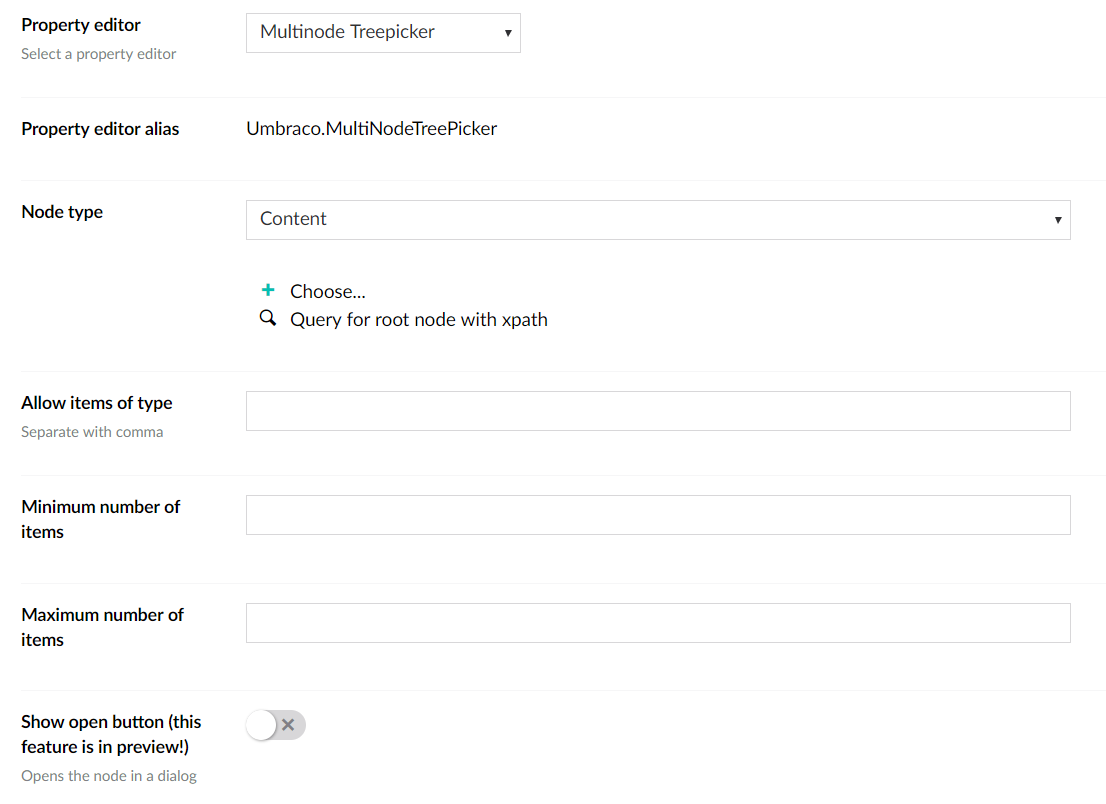 Property editor
Multinode Treepicker
Select a property editor
Property editor alias
Umbraco.MultiNodeTreePicker
Node type
Content
Choose...
Query for root node with xpath
Allow items of type
Separate with comma
Minimum number of
items
Maximum number of
items
Show open button (this
feature is in preview!)
Opens the node in a dialog